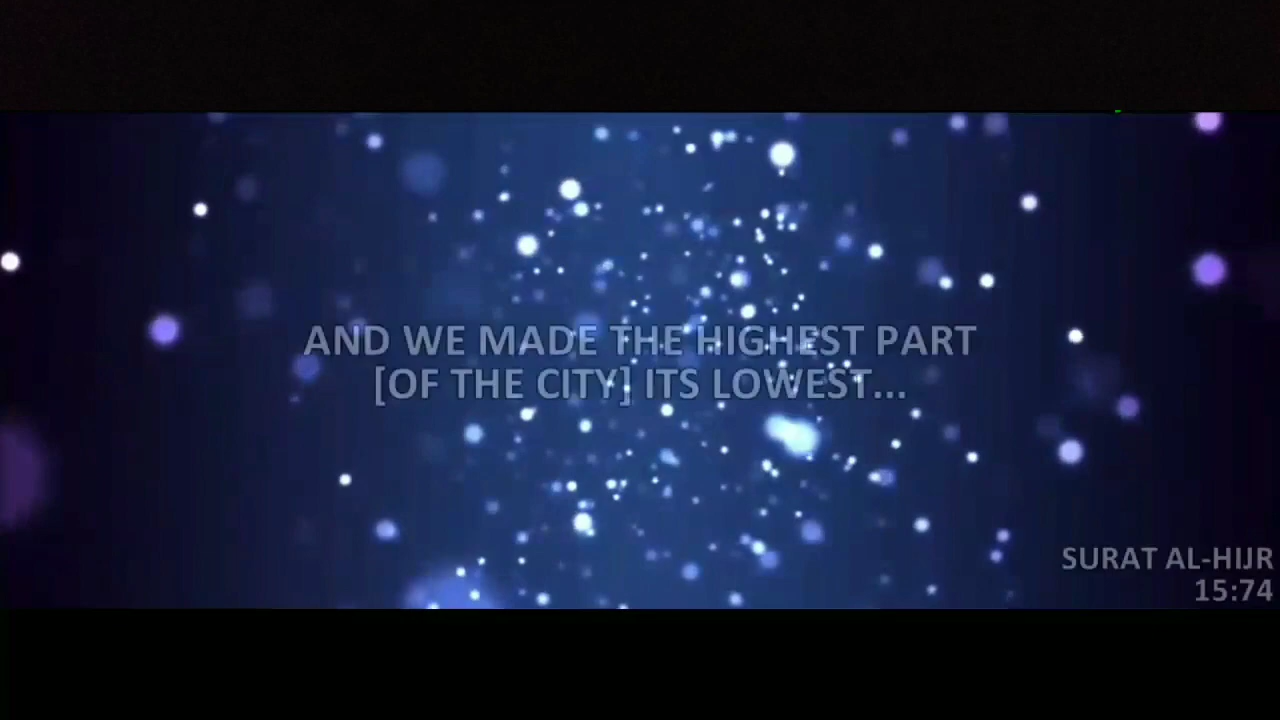 AND WE MADE THE HIGHEST PART
[OF THE CITY] ITS LOWEST...
SURAT AL-HIJR
15:74